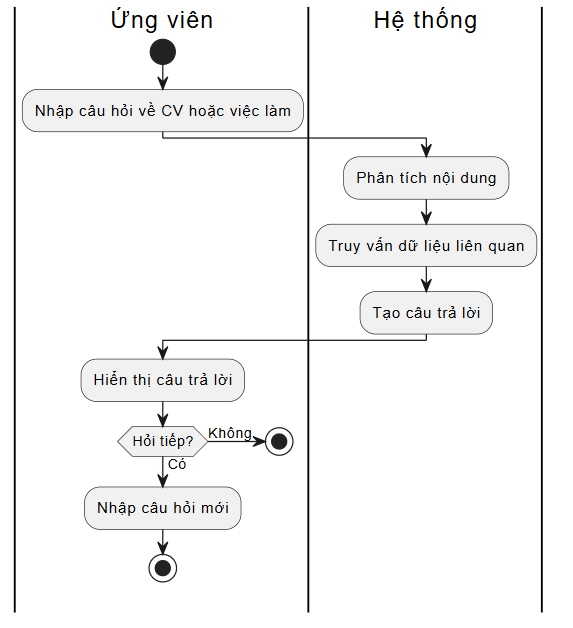 Ứng viên
Hệ thống
Nhập câu hỏi về CV hoặc việc làm
Phân tích nội dung
Truy vấn dữ liệu liên quan
Tạo câu trả lời
Hiển thị câu trả lời
Hỏi tiếp?
Không
Có
Nhập câu hỏi mới